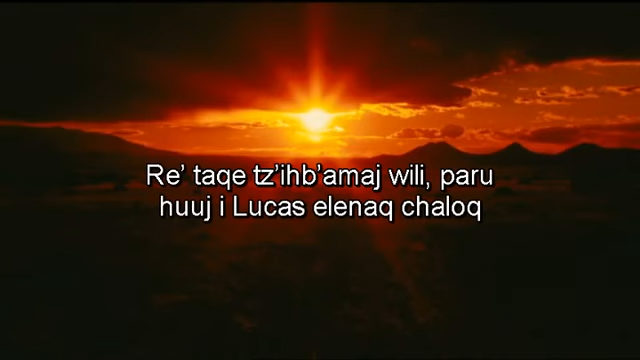 Re’ taqe tz’ihb’amaj wili, paru
huuj i Lucas elenaq chaloq